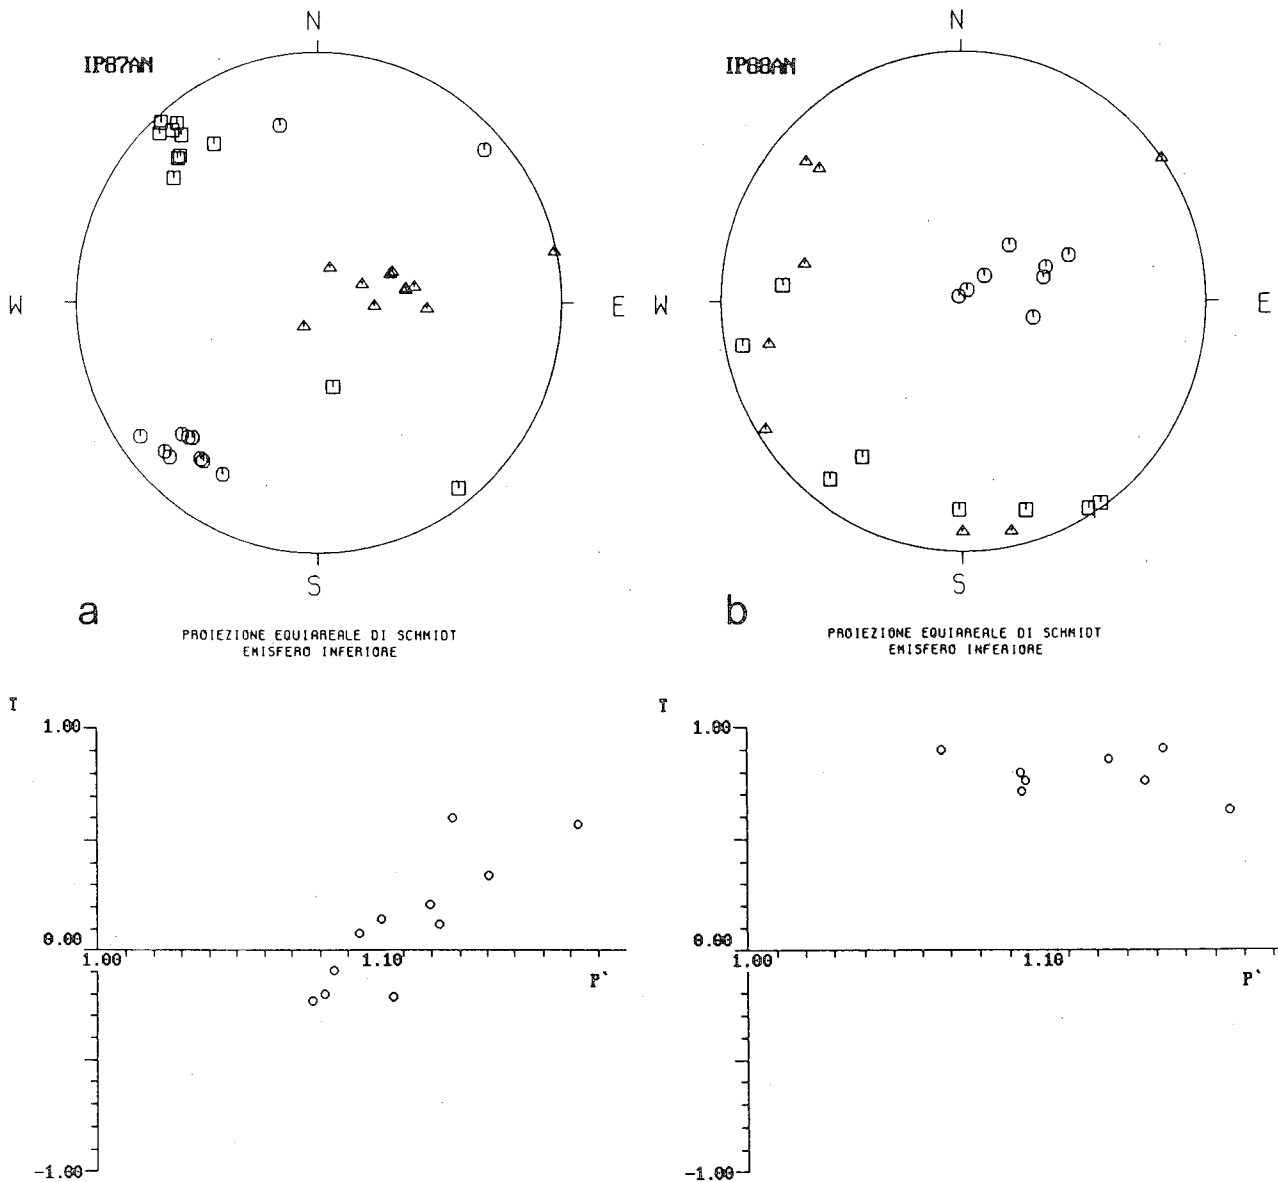 N
IP87AN
W
E
S
a
PROIEZIONE EQUIAREALE DI SCHMIDT
EMISFERO INFERIORE
N
IP88AN
W
E
S
b
PROIEZIONE EQUIAREALE DI SCHMIDT
EMISFERO INFERIORE
T
1.00
0.00
1.00
1.10
P`
-1.00
T
1.00
0.00
1.00
1.10
P`
-1.00